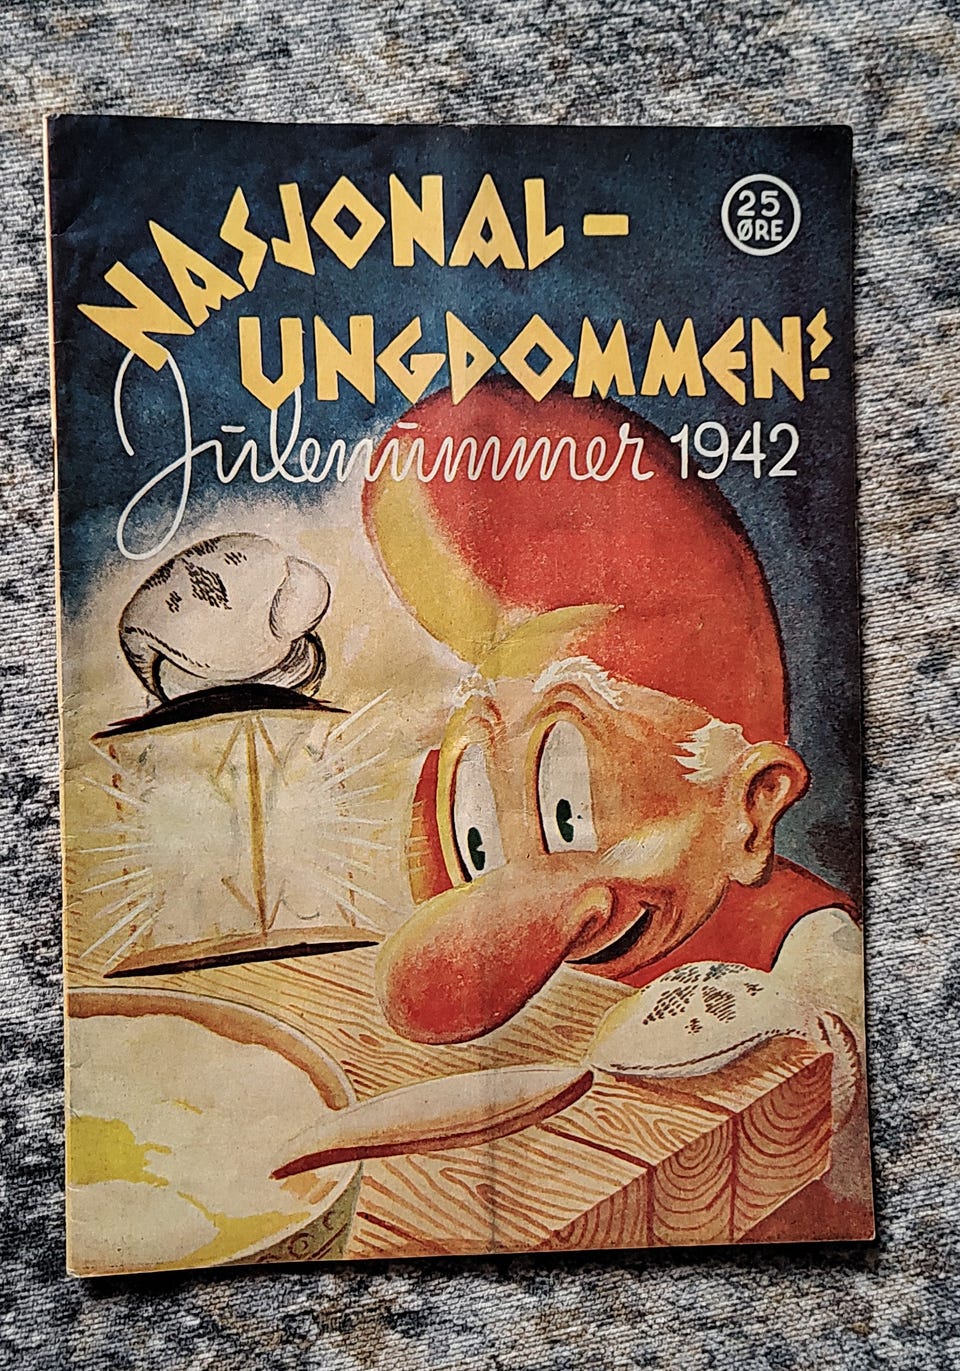 NASJONAL-
25
ØRE
UNGDOMMENS-
Julenummer 1942